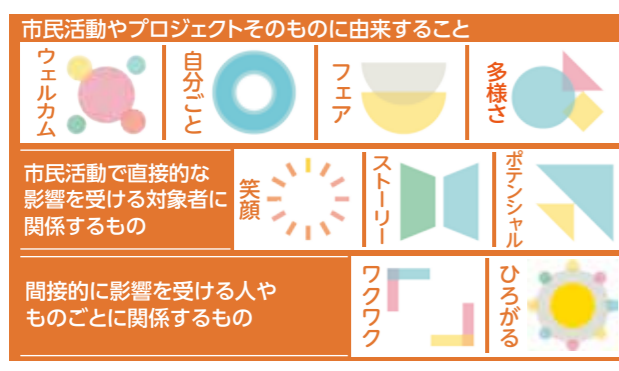 市民活動やプロジェクトそのものに由来すること
ウェルカム
自分ごと
フェア
多様さ
市民活動で直接的な
影響を受ける対象者に
関係するもの
笑顔
ストーリー
ポテンシャル
間接的に影響を受ける人や
ものごとに関係するもの
ワクワク
ひろがる